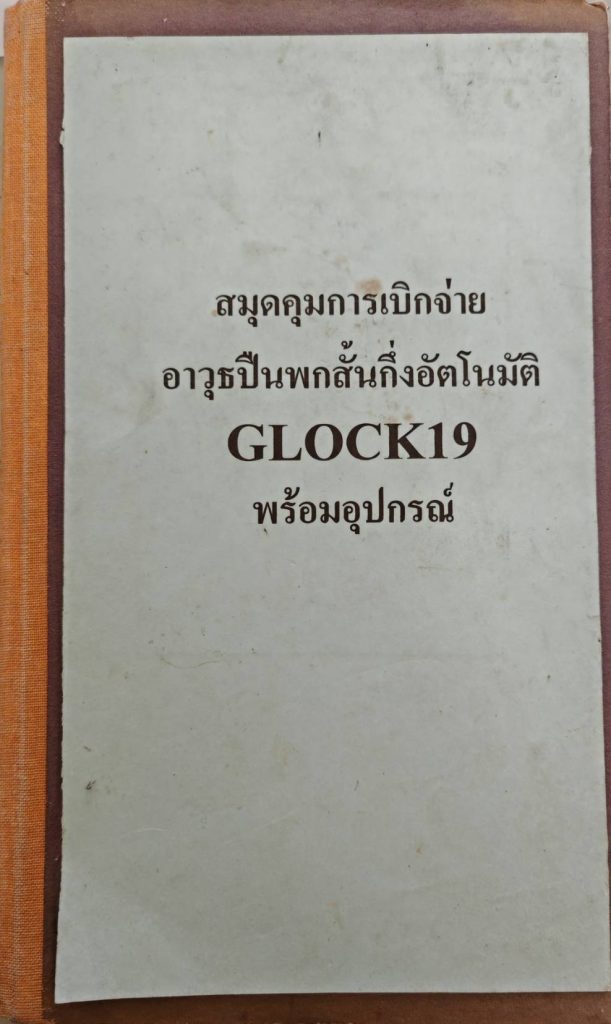 สมุดคุมการเบิกจ่าย
อาวุธปืนพกสั้นกึ่งอัตโนมัติ
GLOCK19
พร้อมอุปกรณ์